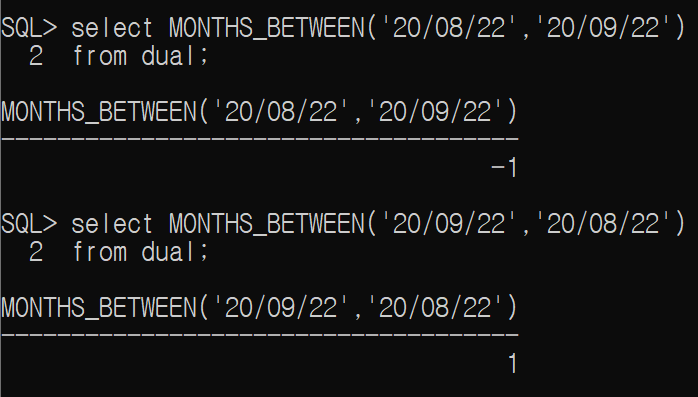 SQL> select MONTHS_BETWEEN('20/08/22','20/09/22')
  2  from dual;
MONTHS_BETWEEN('20/08/22','20/09/22')
-------------------------------------
-1
SQL> select MONTHS_BETWEEN('20/09/22','20/08/22')
  2  from dual;
MONTHS_BETWEEN('20/09/22','20/08/22')
-------------------------------------
1